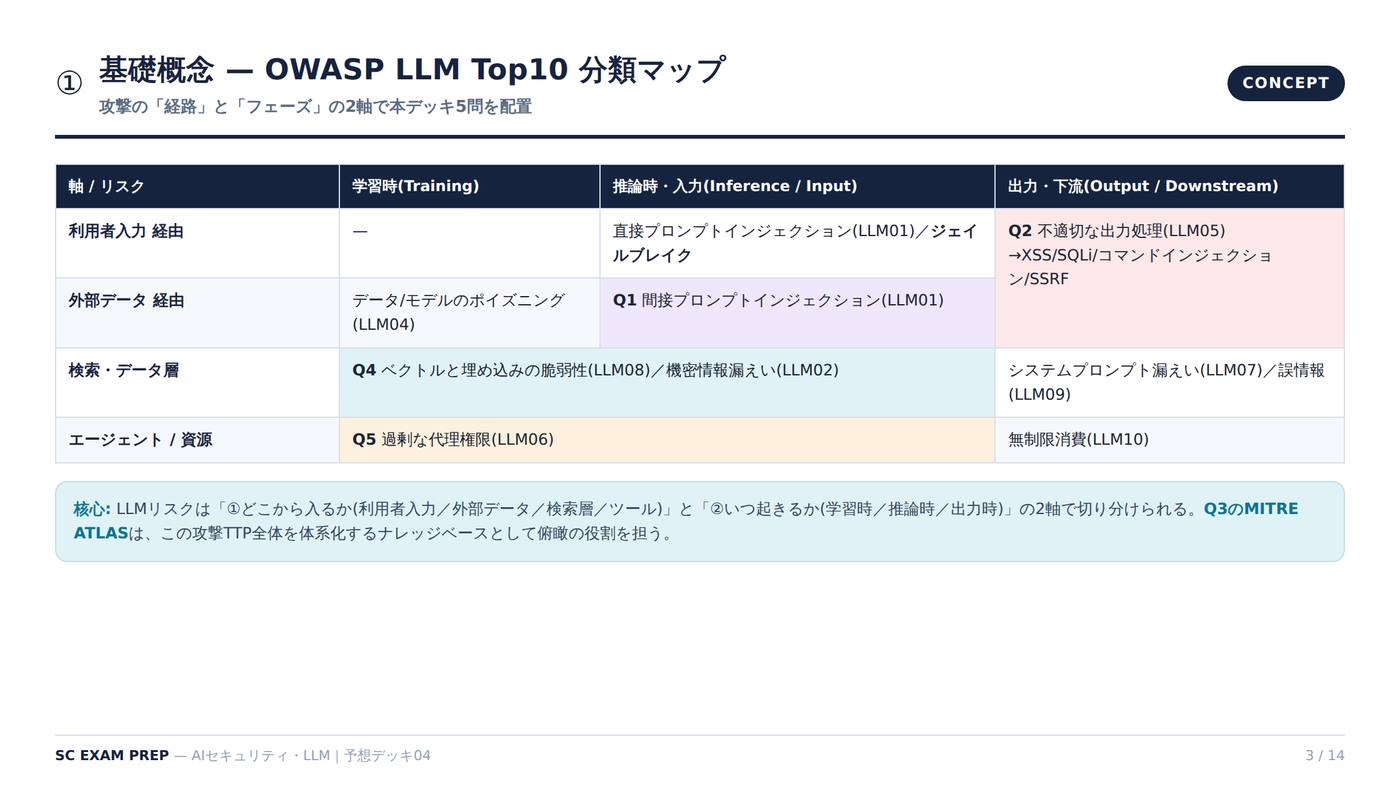 ①
基礎概念 — OWASP LLM Top10 分類マップ
攻撃の「経路」と「フェーズ」の2軸で本デッキ5問を配置
CONCEPT
軸 / リスク
学習時(Training)
推論時・入力(Inference / Input)
出力・下流(Output / Downstream)
利用者入力 経由
—
直接プロンプトインジェクション(LLM01)／ジェイ
ルブレイク
Q2 不適切な出力処理(LLM05)
→XSS/SQLi/コマンドインジェクショ
ン/SSRF
外部データ 経由
データ/モデルのポイズニング
(LLM04)
Q1 間接プロンプトインジェクション(LLM01)
検索・データ層
Q4 ベクトルと埋め込みの脆弱性(LLM08)／機密情報漏えい(LLM02)
システムプロンプト漏えい(LLM07)／誤情報
(LLM09)
エージェント / 資源
Q5 過剰な代理権限(LLM06)
無制限消費(LLM10)
核心: LLMリスクは「①どこから入るか(利用者入力／外部データ／検索層／ツール)」と「②いつ起きるか(学習時／推論時／出力時)」の2軸で切り分けられる。Q3のMITRE
ATLASは、この攻撃TTP全体を体系化するナレッジベースとして俯瞰の役割を担う。
SC EXAM PREP — AIセキュリティ・LLM | 予想デッキ04
3 / 14